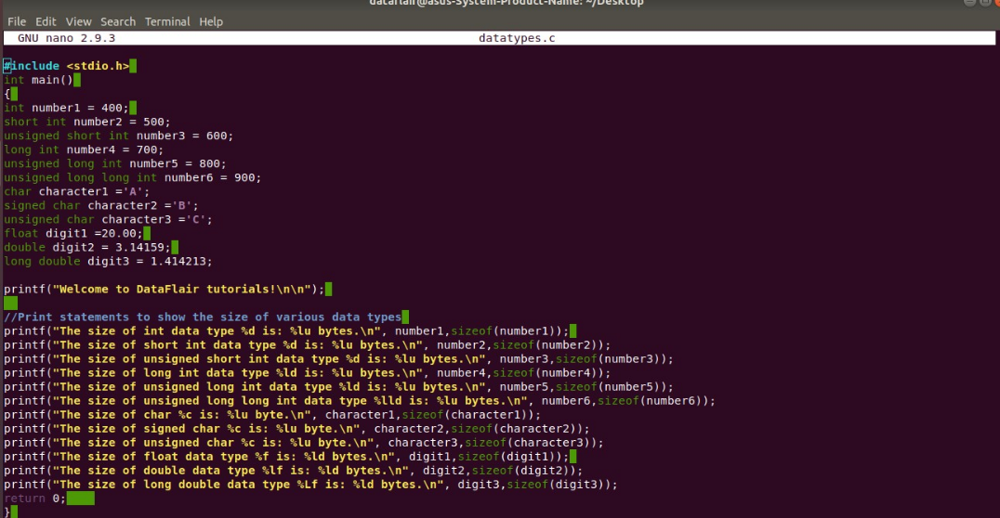 dataflair@asus-System-Product-Name: ~/Desktop
File Edit View Search Terminal Help
GNU nano 2.9.3 datatypes.c
#include <stdio.h>
int main()
{
int number1 = 400;
short int number2 = 500;
unsigned short int number3 = 600;
long int number4 = 700;
unsigned long int number5 = 800;
unsigned long long int number6 = 900;
char character1 ='A';
signed char character2 ='B';
unsigned char character3 ='C';
float digit1 =20.00;
double digit2 = 3.14159;
long double digit3 = 1.414213;
printf("Welcome to DataFlair tutorials!\n\n");
//Print statements to show the size of various data types
printf("The size of int data type %d is: %lu bytes.\n", number1,sizeof(number1));
printf("The size of short int data type %d is: %lu bytes.\n", number2,sizeof(number2));
printf("The size of unsigned short int data type %d is: %lu bytes.\n", number3,sizeof(number3));
printf("The size of long int data type %ld is: %lu bytes.\n", number4,sizeof(number4));
printf("The size of unsigned long int data type %ld is: %lu bytes.\n", number5,sizeof(number5));
printf("The size of unsigned long long int data type %lld is: %lu bytes.\n", number6,sizeof(number6));
printf("The size of char %c is: %lu byte.\n", character1,sizeof(character1));
printf("The size of signed char %c is: %lu byte.\n", character2,sizeof(character2));
printf("The size of unsigned char %c is: %lu byte.\n", character3,sizeof(character3));
printf("The size of float data type %f is: %ld bytes.\n", digit1,sizeof(digit1));
printf("The size of double data type %lf is: %ld bytes.\n", digit2,sizeof(digit2));
printf("The size of long double data type %Lf is: %ld bytes.\n", digit3,sizeof(digit3));
return 0;
}